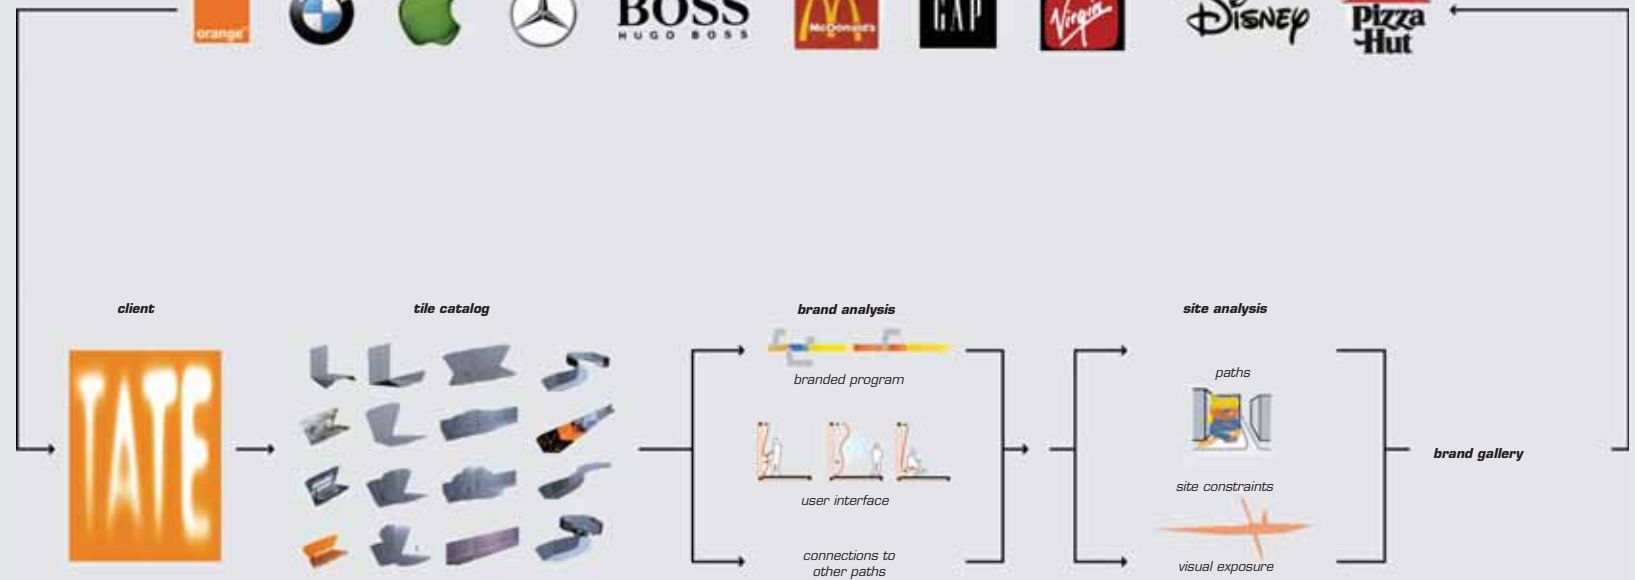 orange
BOSS
HUGO BOSS
McDonald's
GAP
Virgin
Disney
Pizza
Hut
client
tile catalog
brand analysis
site analysis
TATE
branded program
paths
user interface
site constraints
brand gallery
connections to
other paths
visual exposure